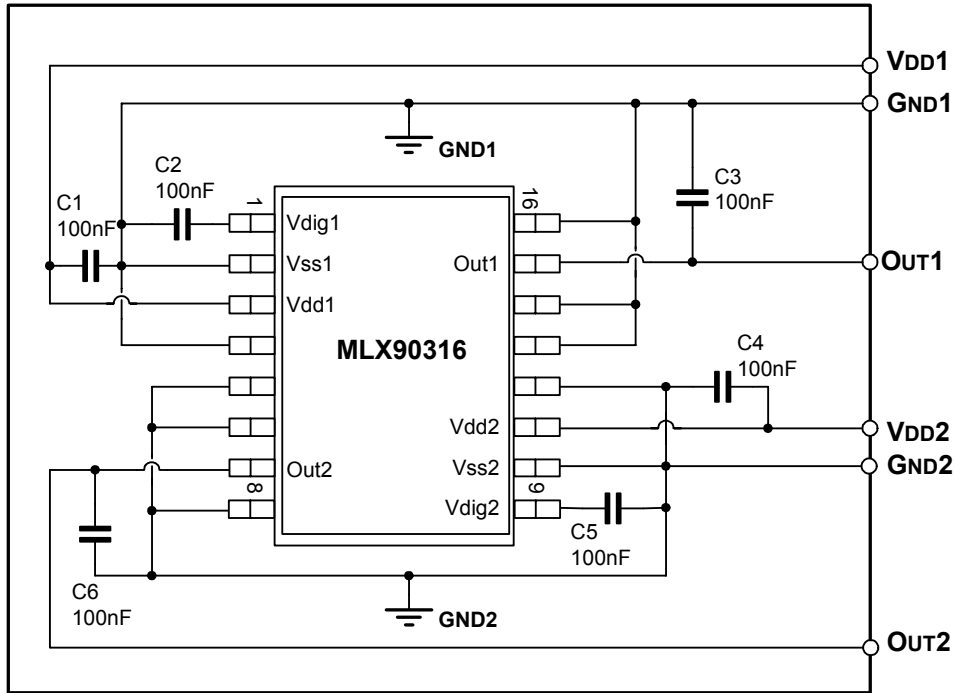 VDD1
GND1
GND1
C2
100nF
C1
100nF
C3
100nF
1
16
Vdig1
Vss1
Out1
OUT1
Vdd1
MLX90316
C4
100nF
Vdd2
VDD2
Out2
Vss2
GND2
8
9
Vdig2
C5
100nF
C6
100nF
GND2
OUT2